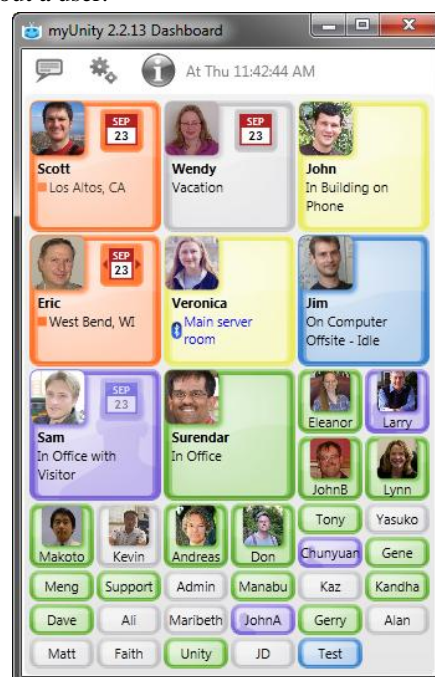 out a user.
myUnity 2.2.13 Dashboard
At Thu 11:42:44 AM
SEP
23
Scott
Los Altos, CA
SEP
23
Wendy
Vacation
John
In Building on
Phone
SEP
23
Eric
West Bend, WI
Veronica
Main server
room
Jim
On Computer
Offsite - Idle
SEP
23
Sam
In Office with
Visitor
Surendar
In Office
Eleanor
Larry
JohnB
Lynn
Makoto
Kevin
Andreas
Don
Tony
Yasuko
Chunyuan
Gene
Meng
Support
Admin
Manabu
Kaz
Kandha
Dave
Ali
Maribeth
JohnA
Gerry
Alan
Matt
Faith
Unity
JD
Test